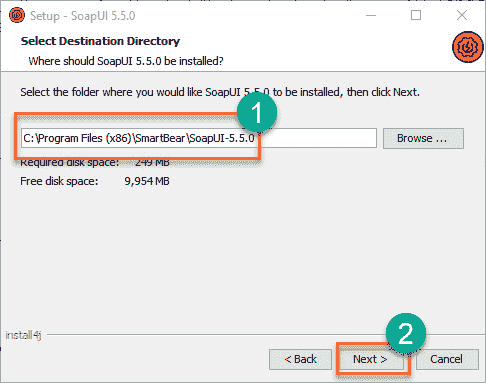 Setup - SoapUI 5.5.0
Select Destination Directory
Where should SoapUI 5.5.0 be installed?
Select the folder where you would like SoapUI 5.5.0 to be installed, then click Next.
1
C:\Program Files (x86)\SmartBear\SoapUI-5.5.0
Browse ...
Required disk space: 249 MB
Free disk space: 9,954 MB
install4j
2
< Back
Next >
Cancel